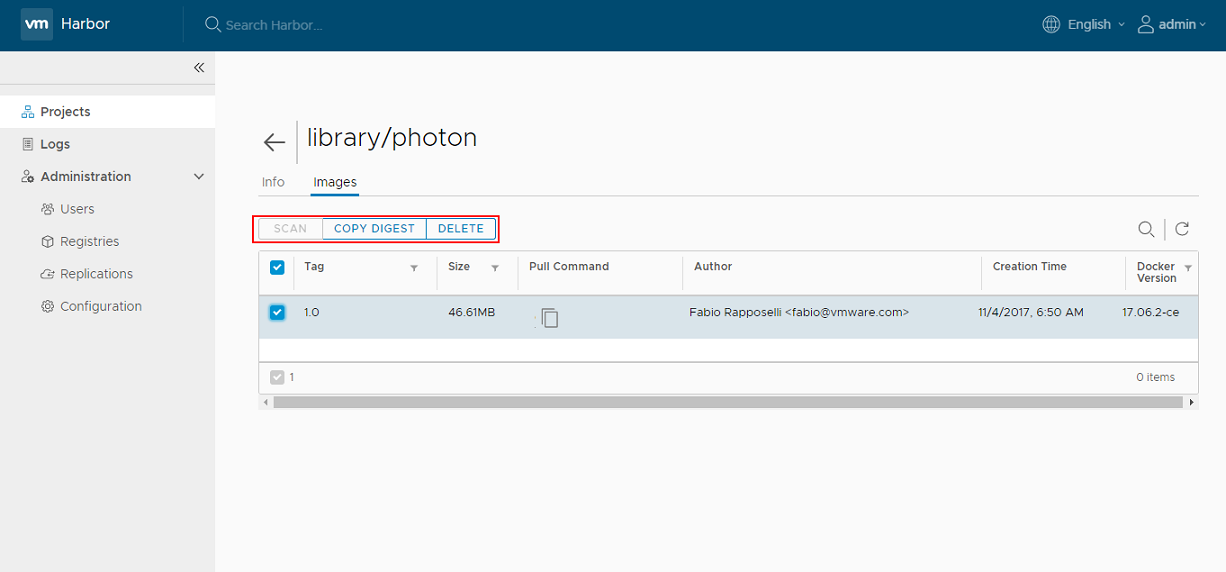 vm Harbor
Search Harbor...
English
admin
Projects
Logs
Administration
Users
Registries
Replications
Configuration
library/photon
Info Images
SCAN COPY DIGEST DELETE
Tag Size Pull Command Author Creation Time Docker Version
1.0 46.61MB Fabio Rapposelli <fabio@vmware.com> 11/4/2017, 6:50 AM 17.06.2-ce
1 0 items